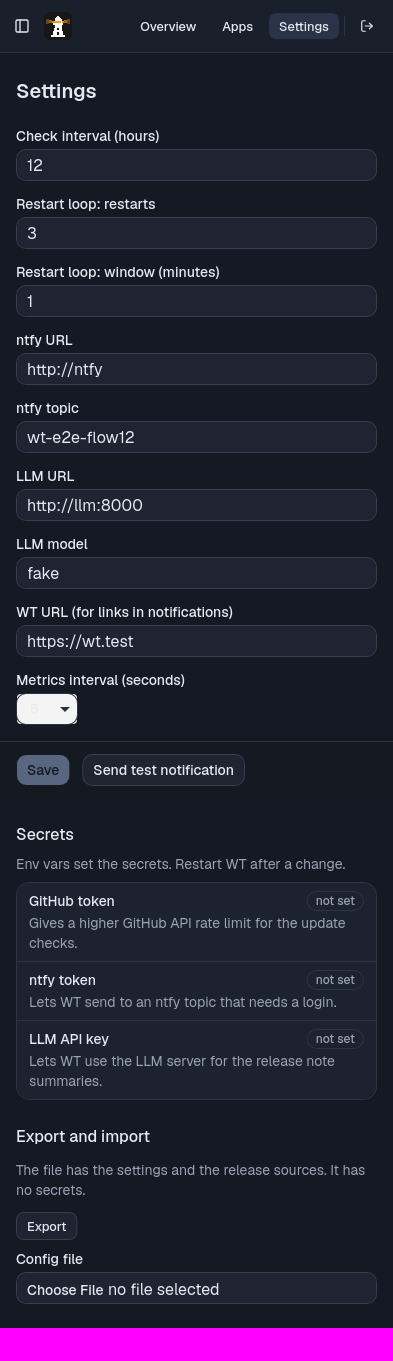 Overview Apps Settings
Settings
Check interval (hours)
12
Restart loop: restarts
3
Restart loop: window (minutes)
1
ntfy URL
http://ntfy
ntfy topic
wt-e2e-flow12
LLM URL
http://llm:8000
LLM model
fake
WT URL (for links in notifications)
https://wt.test
Metrics interval (seconds)
Save Send test notification
Secrets
Env vars set the secrets. Restart WT after a change.
GitHub token not set
Gives a higher GitHub API rate limit for the update
checks.
ntfy token not set
Lets WT send to an ntfy topic that needs a login.
LLM API key not set
Lets WT use the LLM server for the release note
summaries.
Export and import
The file has the settings and the release sources. It has
no secrets.
Export
Config file
Choose File no file selected